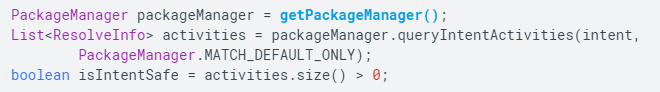 PackageManager packageManager = getPackageManager();
List<ResolveInfo> activities = packageManager.queryIntentActivities(intent,
        PackageManager.MATCH_DEFAULT_ONLY);
boolean isIntentSafe = activities.size() > 0;